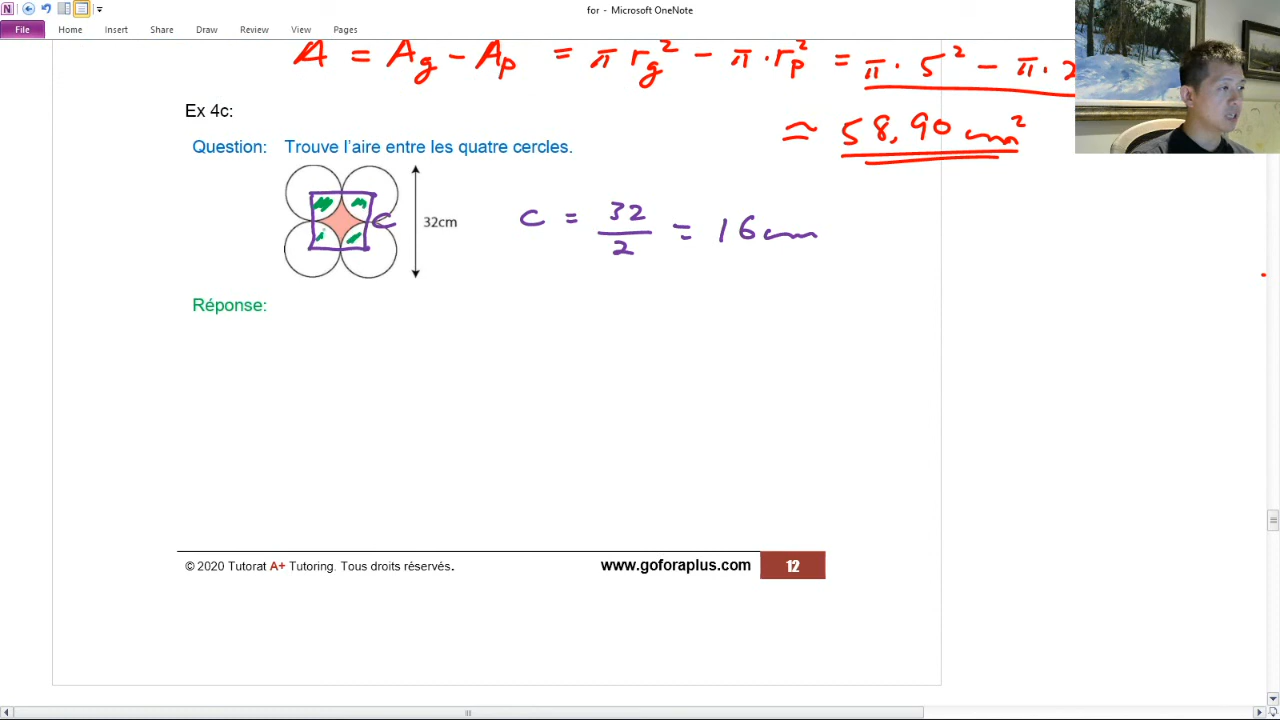 for - Microsoft OneNote
File Home Insert Share Draw Review View Pages
A = Ag - Ap = π rg² - π · rp² = π · 5² - π · 2
Ex 4c:
≈ 58,90 cm²
Question: Trouve l’aire entre les quatre cercles.
c 32cm c = 32/2 = 16cm
Réponse:
© 2020 Tutorat A+ Tutoring. Tous droits réservés. www.goforaplus.com 12